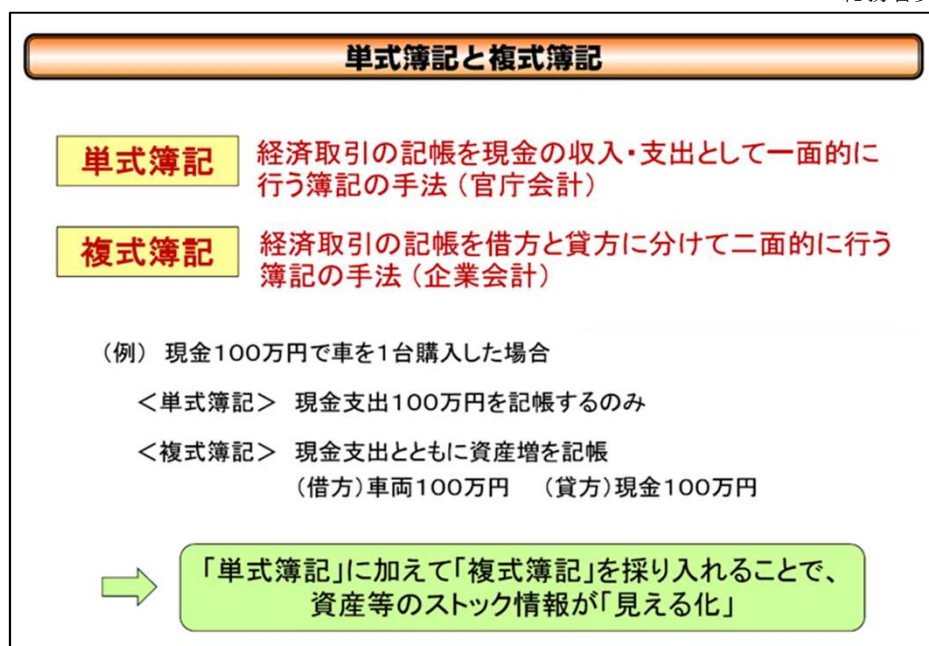 単式簿記と複式簿記
単式簿記
経済取引の記帳を現金の収入・支出として一面的に
行う簿記の手法（官庁会計）
複式簿記
経済取引の記帳を借方と貸方に分けて二面的に行う
簿記の手法（企業会計）
（例） 現金100万円で車を1台購入した場合
＜単式簿記＞ 現金支出100万円を記帳するのみ
＜複式簿記＞ 現金支出とともに資産増を記帳
（借方）車両100万円 （貸方）現金100万円
「単式簿記」に加えて「複式簿記」を採り入れることで、
資産等のストック情報が「見える化」